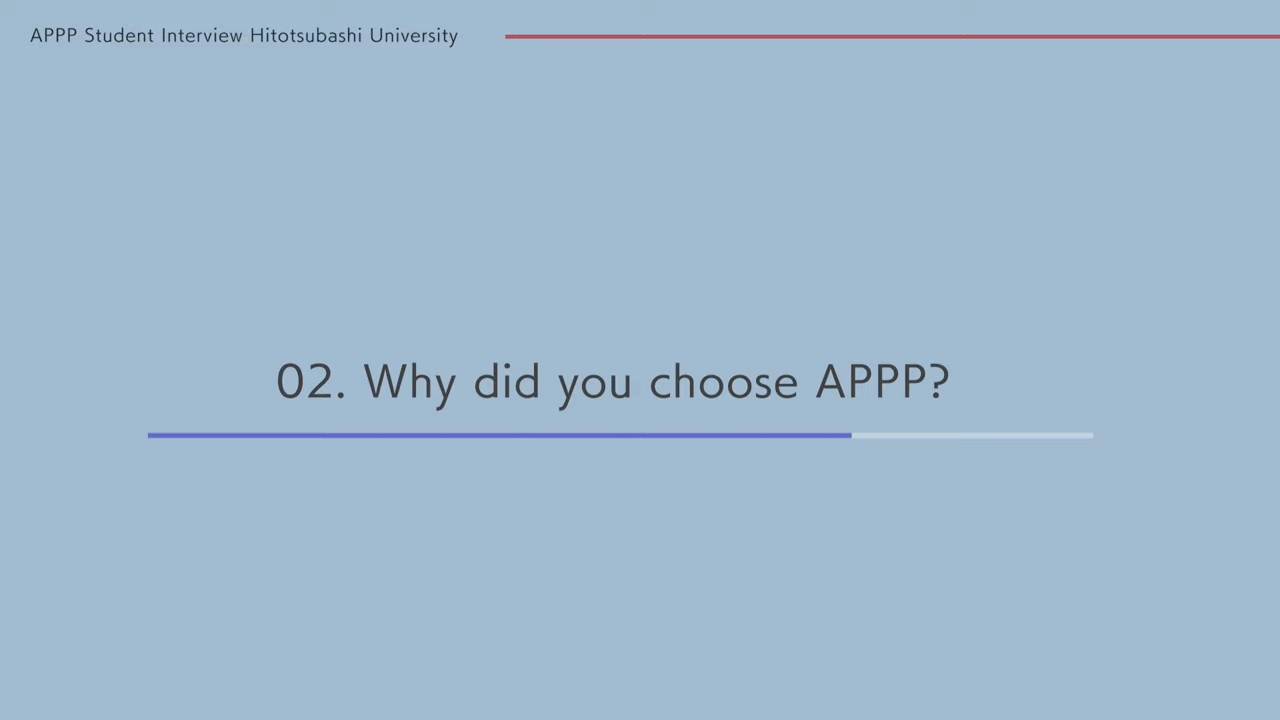 APPP Student Interview Hitotsubashi University
02. Why did you choose APPP?